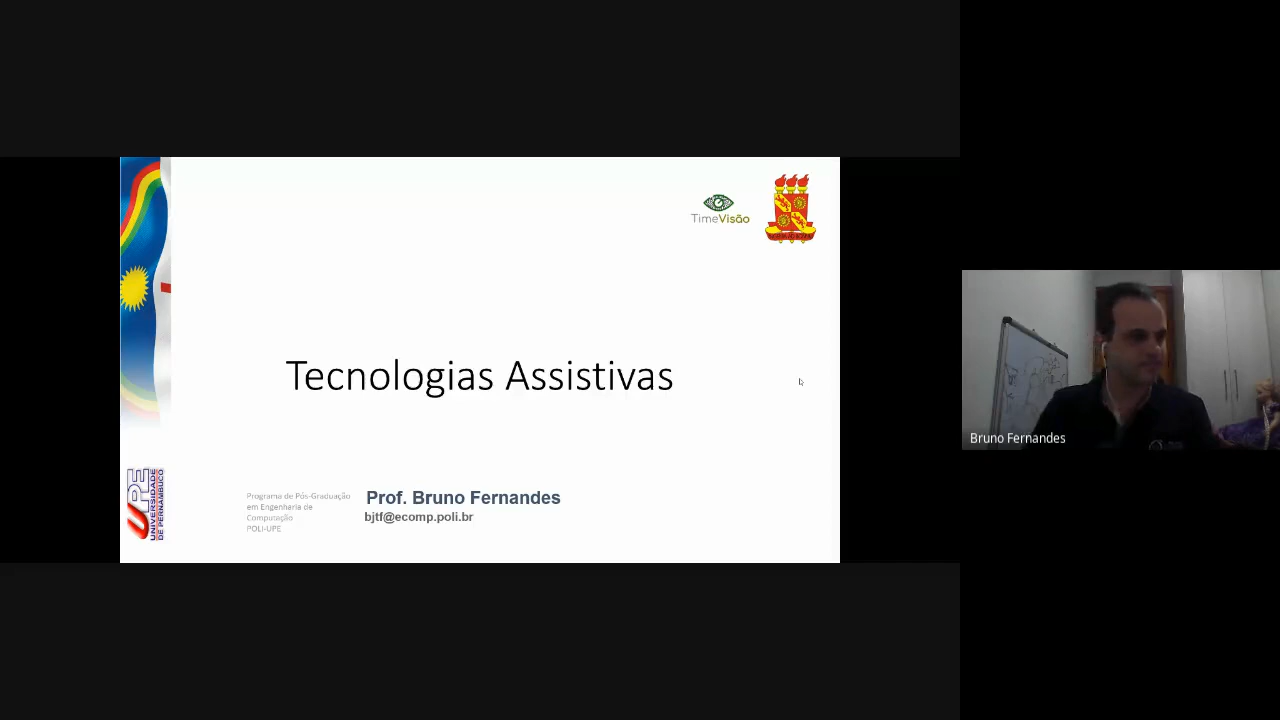 TimeVisão
Tecnologias Assistivas
Programa de Pós-Graduação
em Engenharia de
Computação
POLI-UPE
Prof. Bruno Fernandes
bjtf@ecomp.poli.br
UPE
UNIVERSIDADE
DE PERNAMBUCO
Bruno Fernandes